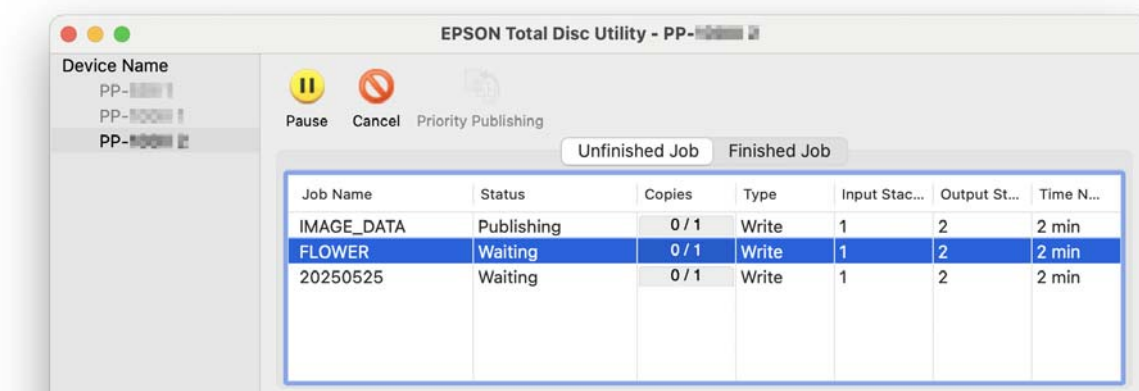 EPSON Total Disc Utility - PP-
Device Name
PP-
PP-
PP-
Pause Cancel Priority Publishing
Unfinished Job Finished Job
Job Name Status Copies Type Input Stac... Output St... Time N...
IMAGE_DATA Publishing 0 / 1 Write 1 2 2 min
FLOWER Waiting 0 / 1 Write 1 2 2 min
20250525 Waiting 0 / 1 Write 1 2 2 min